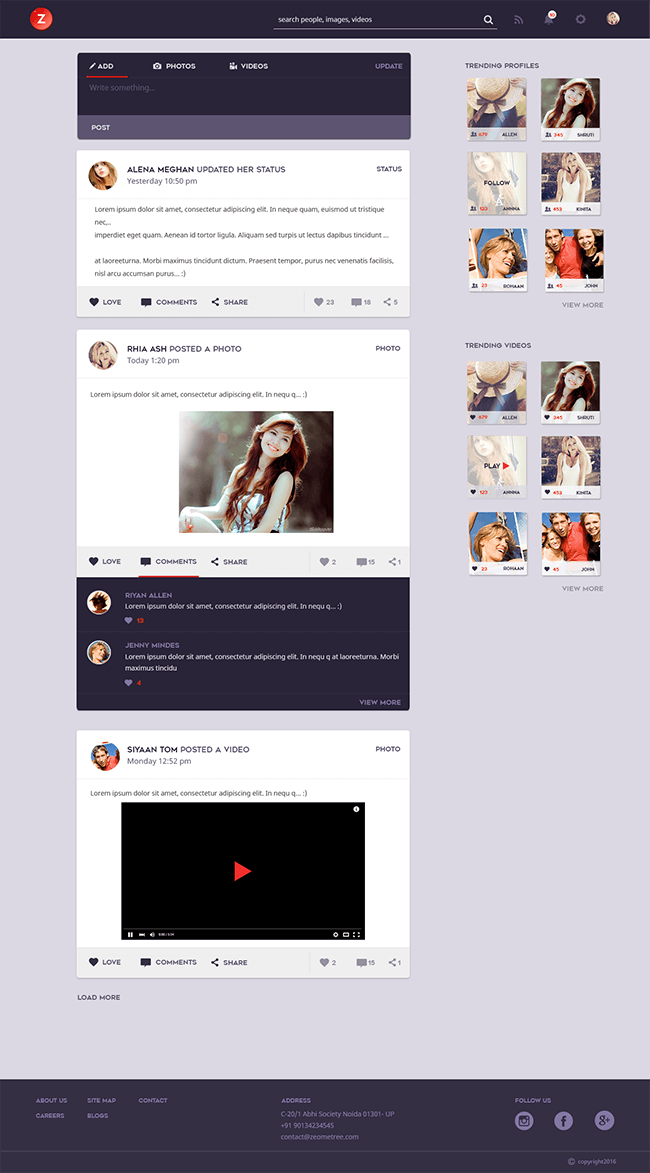 Z
search people, images, videos
ADD
PHOTOS
VIDEOS
UPDATE
Write something...
POST
ALENA MEGHAN UPDATED HER STATUS
STATUS
Yesterday 10:50 pm
Lorem ipsum dolor sit amet, consectetur adipiscing elit. In neque quam, euismod ut tristique
nec,..
imperdiet eget quam. Aenean id tortor ligula. Aliquam sed turpis ut lectus dapibus tincidunt ...
at laoreeturna. Morbi maximus tincidunt dictum. Praesent tempor, purus nec venenatis facilisis,
nisl arcu accumsan purus... :)
LOVE
COMMENTS
SHARE
23
18
5
RHIA ASH POSTED A PHOTO
PHOTO
Today 1:20 pm
Lorem ipsum dolor sit amet, consectetur adipiscing elit. In nequ q... :)
LOVE
COMMENTS
SHARE
2
15
1
RIYAN ALLEN
Lorem ipsum dolor sit amet, consectetur adipiscing elit. In nequ q... :)
13
JENNY MINDES
Lorem ipsum dolor sit amet, consectetur adipiscing elit. In nequ q at laoreeturna. Morbi
maximus tincidu
4
VIEW MORE
SIYAAN TOM POSTED A VIDEO
PHOTO
Monday 12:52 pm
Lorem ipsum dolor sit amet, consectetur adipiscing elit. In nequ q... :)
LOVE
COMMENTS
SHARE
2
15
1
LOAD MORE
TRENDING PROFILES
679 ALLEN
345 SHRUTI
FOLLOW
123 ANNNA
453 KINITA
23 ROHAAN
45 JOHN
VIEW MORE
TRENDING VIDEOS
679 ALLEN
345 SHRUTI
PLAY
123 ANNNA
453 KINITA
23 ROHAAN
45 JOHN
VIEW MORE
ABOUT US
SITE MAP
CONTACT
CAREERS
BLOGS
ADDRESS
C-20/1 Abhi Society Noida 01301- UP
+91 90134234545
contact@zeometree.com
FOLLOW US
© copyright2016